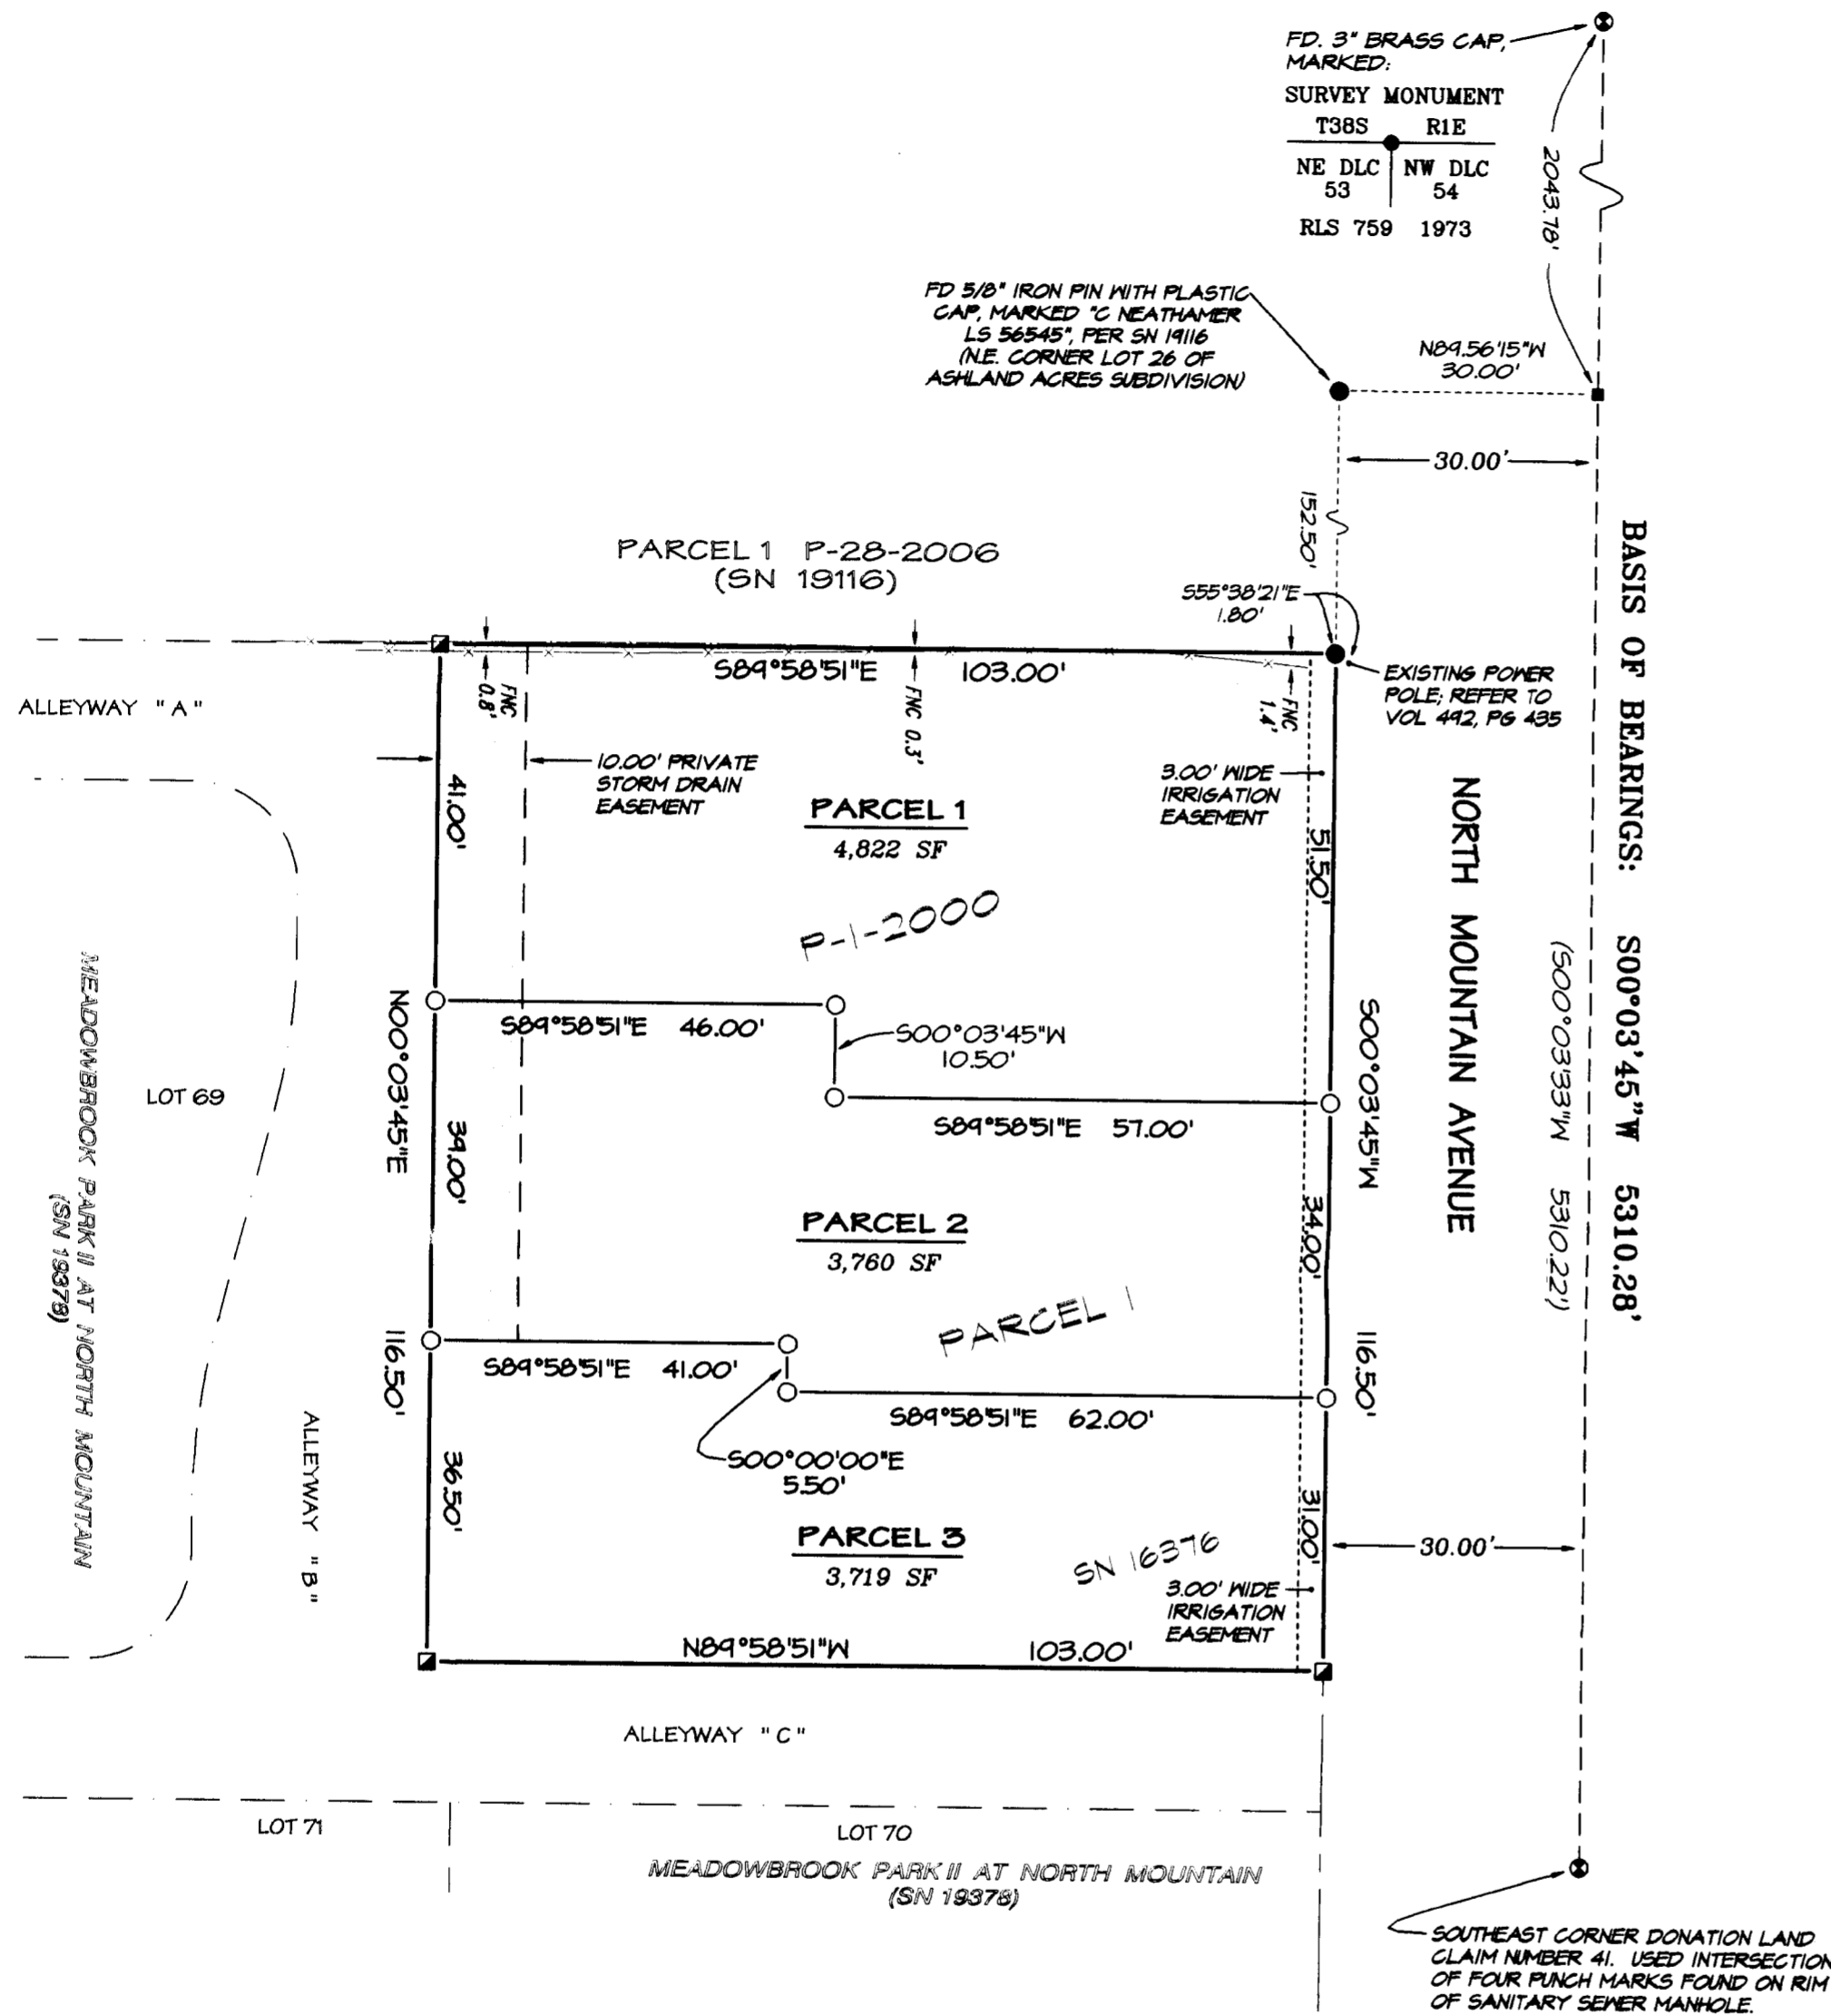 FD. 3" BRASS CAP,
MARKED:
SURVEY MONUMENT
T38S R1E
NE DLC NW DLC
53 54
RLS 759 1973
2043.78'
FD 5/8" IRON PIN WITH PLASTIC
CAP, MARKED "C NEATHAMER
LS 56545", PER SN 19116
(N.E. CORNER LOT 26 OF
ASHLAND ACRES SUBDIVISION)
N89.56'15"W
30.00'
30.00'
152.50'
BASIS OF BEARINGS: S00°03'45"W 5310.28'
(S00°03'33"W 5310.22')
PARCEL 1 P-28-2006
(SN 19116)
S55°38'21"E
1.80'
S89°58'51"E 103.00'
EXISTING POWER
POLE; REFER TO
VOL 492, PG 435
ALLEYWAY "A"
FNC
0.8'
FNC 0.3'
FNC
1.4'
10.00' PRIVATE
STORM DRAIN
EASEMENT
3.00' WIDE
IRRIGATION
EASEMENT
41.00'
PARCEL 1
4,822 SF
51.50'
NORTH MOUNTAIN AVENUE
P-1-2000
MEADOWBROOK PARK II AT NORTH MOUNTAIN
(SN 19378)
LOT 69
N00°03'45"E 116.50'
S89°58'51"E 46.00'
S00°03'45"W
10.50'
S00°03'45"W 116.50'
S89°58'51"E 57.00'
39.00'
PARCEL 2
3,760 SF
34.00'
PARCEL 1
S89°58'51"E 41.00'
S89°58'51"E 62.00'
S00°00'00"E
5.50'
ALLEYWAY "B"
36.50'
PARCEL 3
3,719 SF
SN 16376
31.00'
30.00'
3.00' WIDE
IRRIGATION
EASEMENT
N89°58'51"W 103.00'
ALLEYWAY "C"
LOT 71
LOT 70
MEADOWBROOK PARK II AT NORTH MOUNTAIN
(SN 19378)
SOUTHEAST CORNER DONATION LAND
CLAIM NUMBER 41. USED INTERSECTION
OF FOUR PUNCH MARKS FOUND ON RIM
OF SANITARY SEWER MANHOLE.